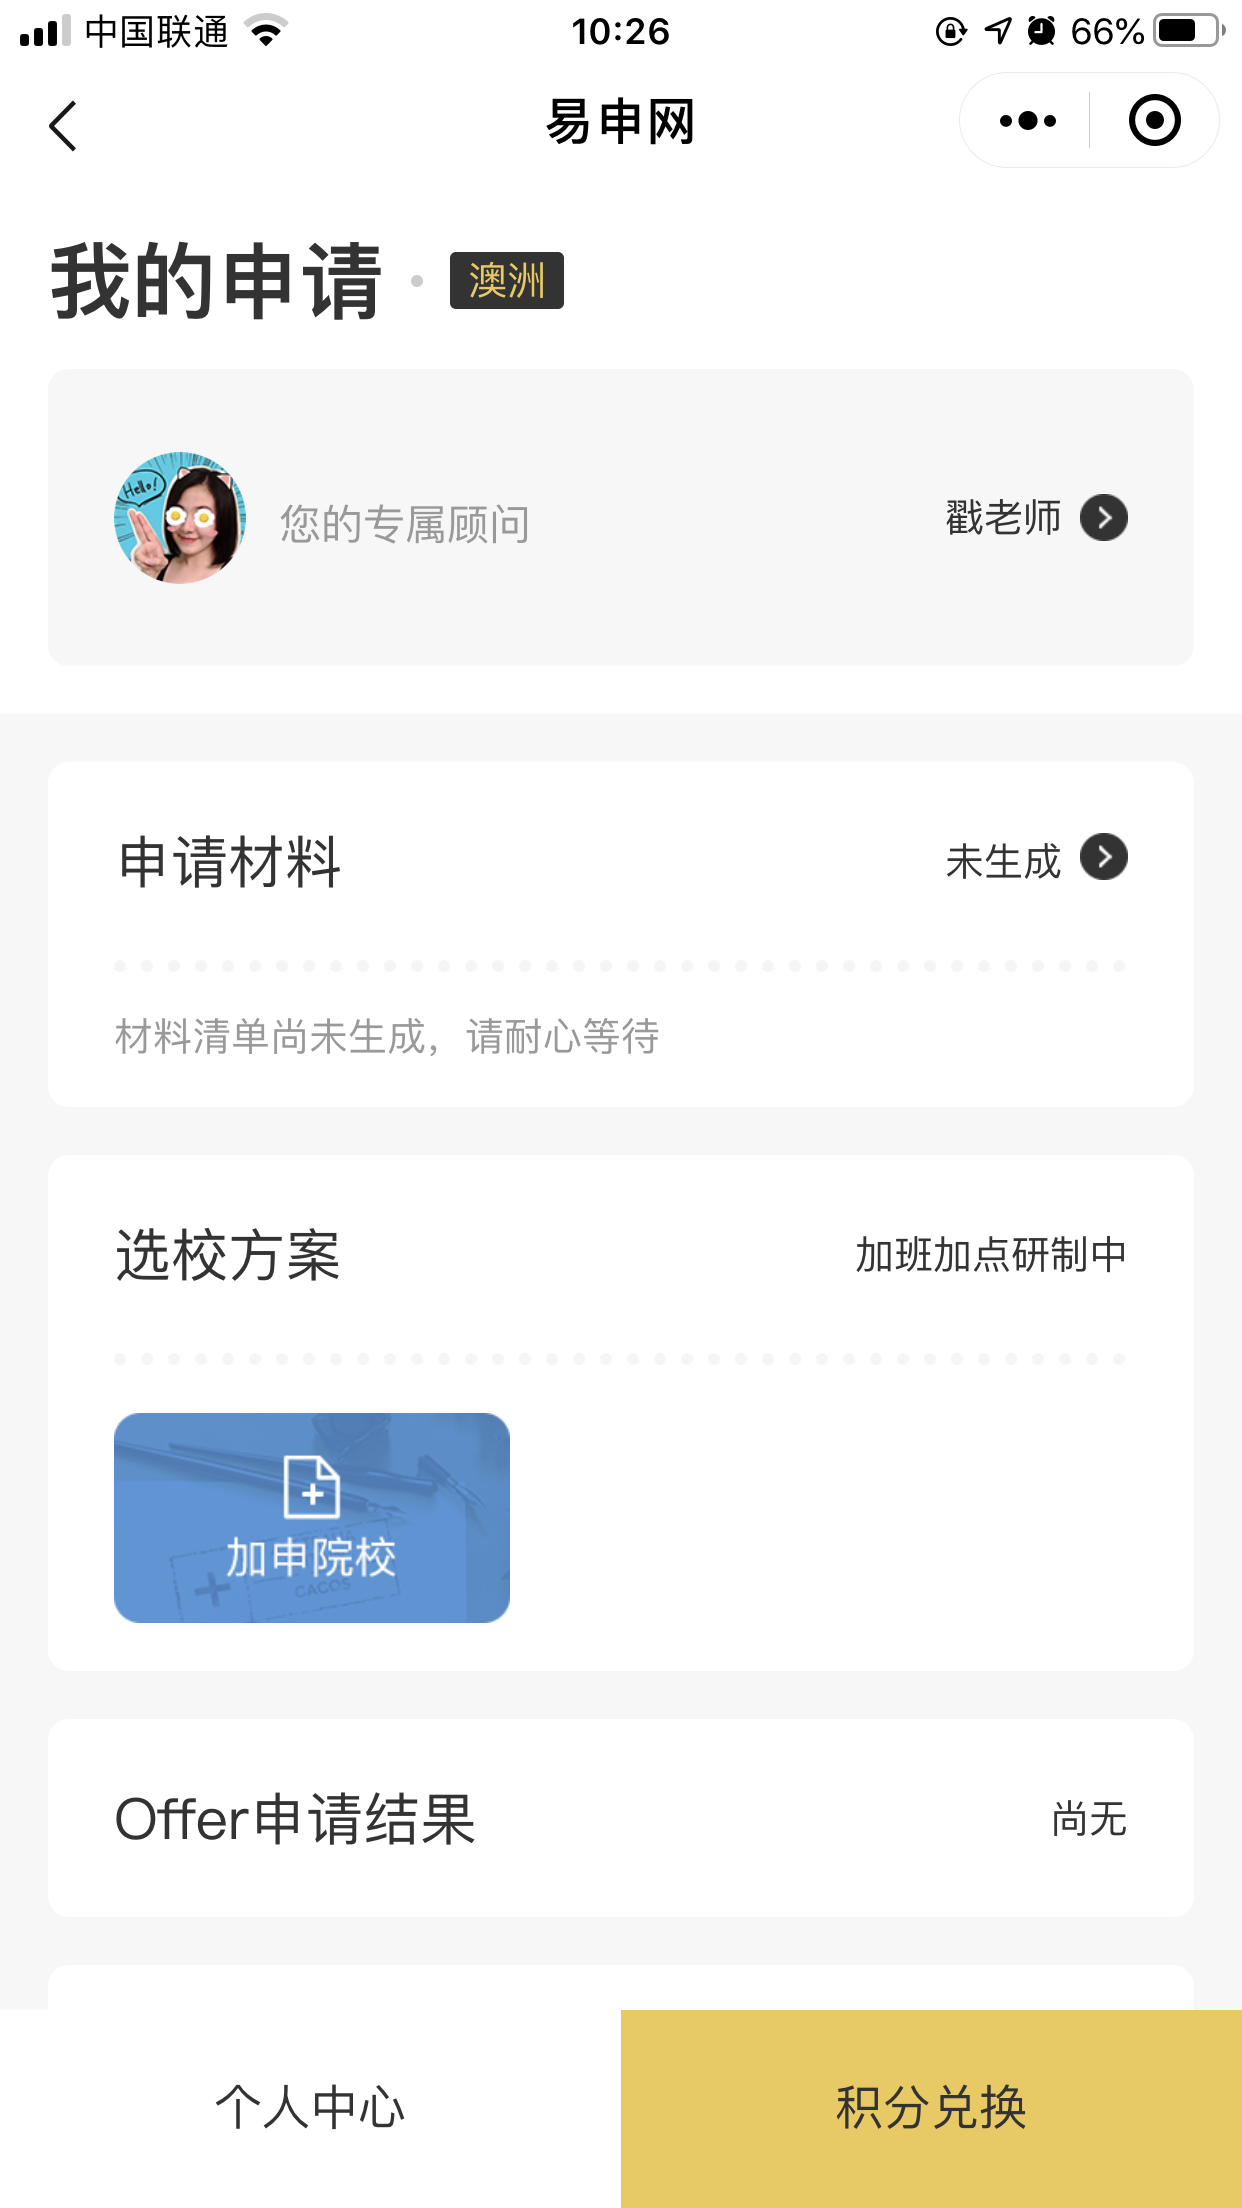 中国联通
10:26
66%
易申网
我的申请
澳洲
Hello!
您的专属顾问
戳老师
申请材料
未生成
材料清单尚未生成，请耐心等待
选校方案
加班加点研制中
加申院校
CACOS
Offer申请结果
尚无
个人中心
积分兑换